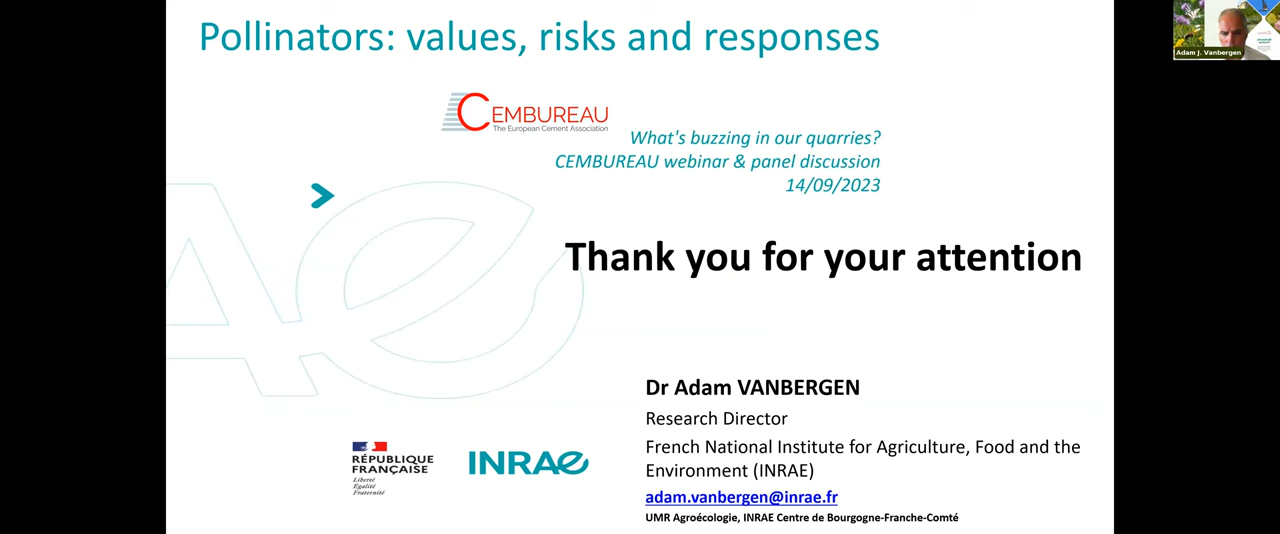 Pollinators: values, risks and responses
Adam J. Vanbergen
CEMBUREAU
The European Cement Association
What's buzzing in our quarries?
CEMBUREAU webinar & panel discussion
14/09/2023
Thank you for your attention
Dr Adam VANBERGEN
Research Director
French National Institute for Agriculture, Food and the
Environment (INRAE)
adam.vanbergen@inrae.fr
UMR Agroécologie, INRAE Centre de Bourgogne-Franche-Comté
RÉPUBLIQUE
FRANÇAISE
Liberté
Égalité
Fraternité
INRAE